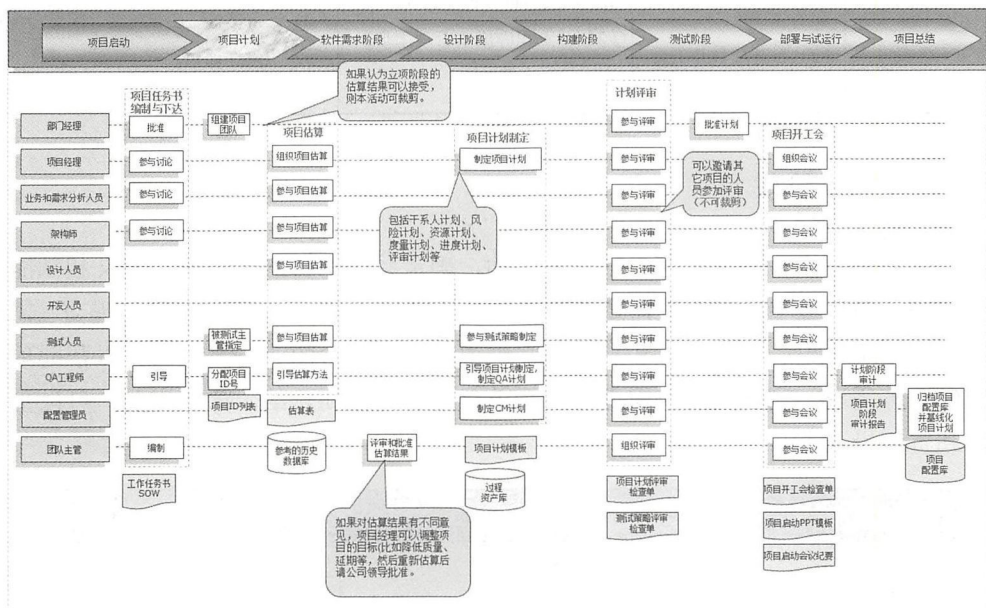 项目启动
项目计划
软件需求阶段
设计阶段
构建阶段
测试阶段
部署与试运行
项目总结
如果认为立项阶段的
估算结果可以接受，
则本活动可裁剪。
项目任务书
编制与下达
计划评审
部门经理
批准
组建项目
团队
项目估算
项目计划制定
参与评审
批准计划
项目开工会
项目经理
参与讨论
组织项目估算
制定项目计划
参与评审
可以邀请其
它项目的人
员参加评审
（不可裁剪）
组织会议
业务和需求分析人员
参与讨论
参与项目估算
参与评审
参与会议
包括干系人计划、风
险计划、资源计划、
度量计划、进度计划、
评审计划等
架构师
参与讨论
参与项目估算
参与评审
参与会议
设计人员
参与项目估算
参与评审
参与会议
开发人员
参与评审
参与会议
测试人员
被测试主
管指定
参与项目估算
参与测试策略制定
参与评审
参与会议
QA工程师
引导
分配项目
ID号
引导估算方法
引导项目计划制定，
制定QA计划
参与评审
参与会议
计划阶段
审计
配置管理员
项目ID列表
估算表
制定CM计划
参与评审
参与会议
项目计划
阶段
审计报告
归档项目
配置库
并基线化
项目计划
团队主管
编制
参考的历史
数据库
评审和批准
估算结果
项目计划模板
组织评审
参与会议
项目
配置库
工作任务书
SOW
过程
资产库
项目计划评审
检查单
项目开工会检查单
如果对估算结果有不同意
见，项目经理可以调整项
目的目标(比如降低质量、
延期等，然后重新估算后
请公司领导批准。
测试策略评审
检查单
项目启动PPT模板
项目启动会议纪要